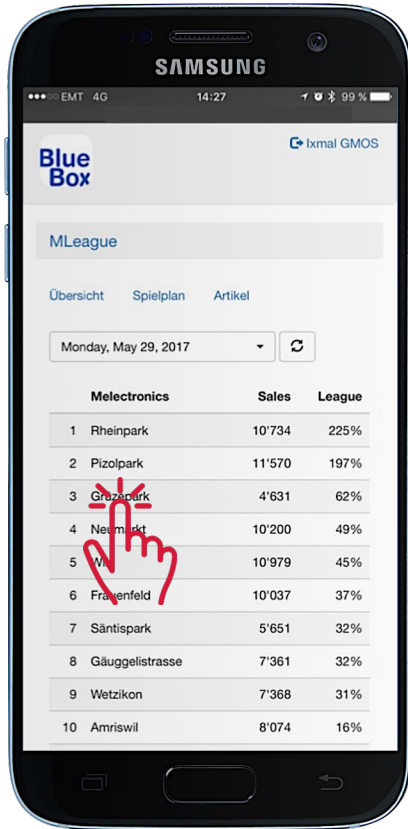 SAMSUNG
EMT 4G 14:27 99 %
Blue
Box
Ixmal GMOS
MLeague
Übersicht Spielplan Artikel
Monday, May 29, 2017
Melectronics Sales League
1 Rheinpark 10'734 225%
2 Pizolpark 11'570 197%
3 Grüzepark 4'631 62%
4 Neumarkt 10'200 49%
5 10'979 45%
6 Frauenfeld 10'037 37%
7 Säntispark 5'651 32%
8 Gäuggelistrasse 7'361 32%
9 Wetzikon 7'368 31%
10 Amriswil 8'074 16%